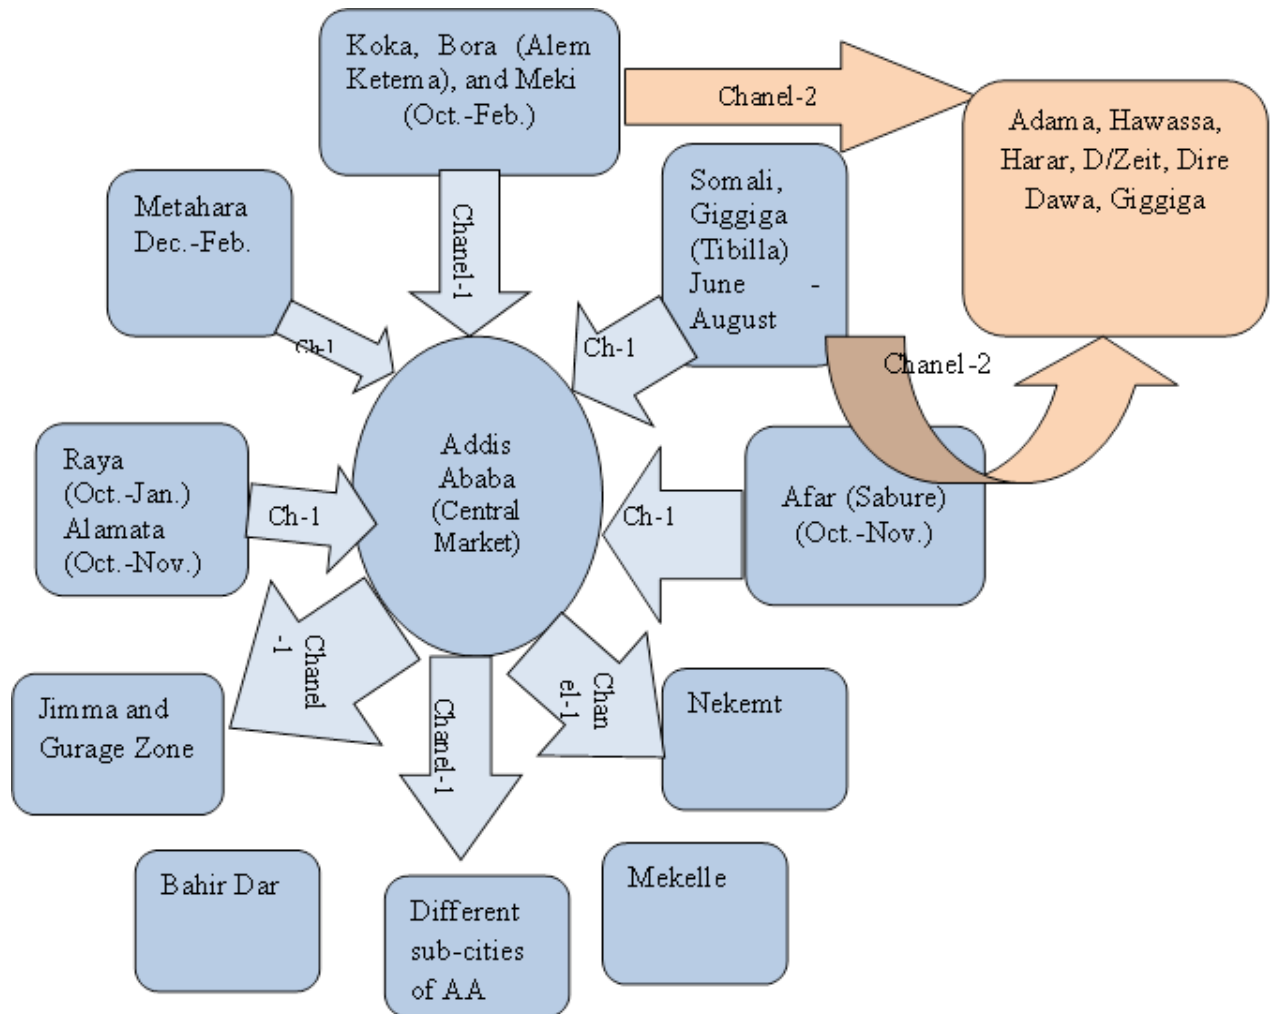 Koka, Bora (Alem
Ketema), and Meki
(Oct.-Feb.)
Chanel-2
Adama, Hawassa,
Harar, D/Zeit, Dire
Dawa, Giggiga
Metahara
Dec.-Feb.
Chanel-1
Somali,
Giggiga
(Tibilla)
June -
August
Ch-1
Ch-1
Chanel-2
Raya
(Oct.-Jan.)
Alamata
(Oct.-Nov.)
Ch-1
Addis
Ababa
(Central
Market)
Ch-1
Afar (Sabure)
(Oct.-Nov.)
Chanel
-1
Chanel-1
Chan
el-1
Jimma and
Gurage Zone
Nekemt
Bahir Dar
Different
sub-cities
of AA
Mekelle